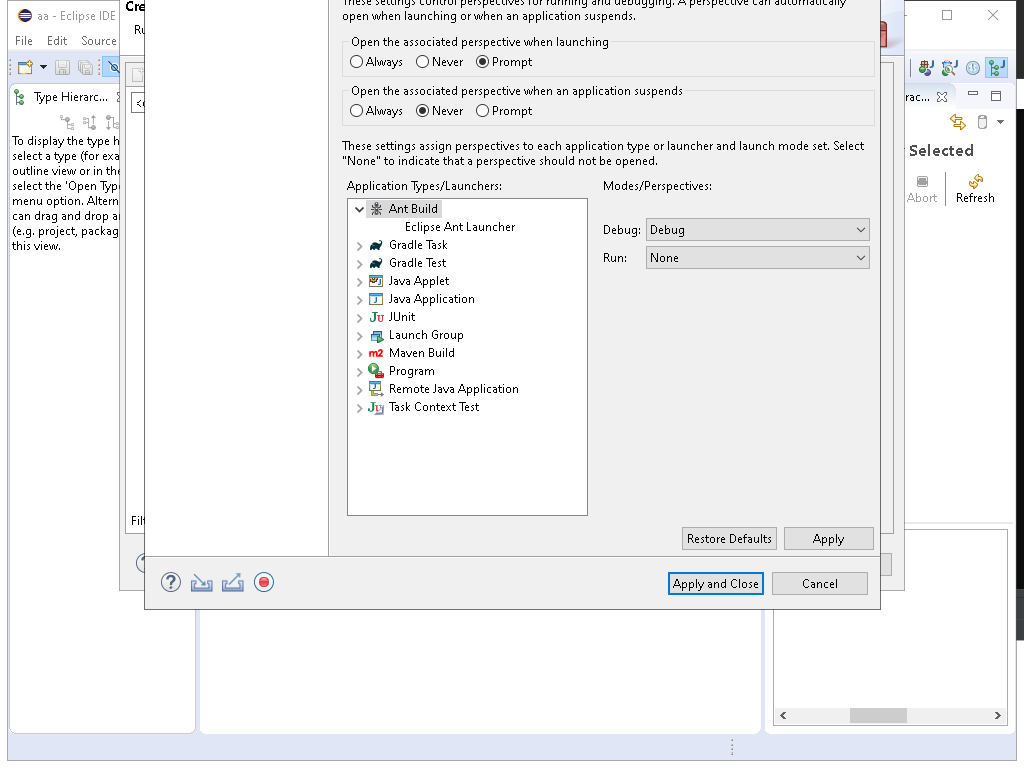 aa - Eclipse IDE
Cre
File Edit Source
Type Hierarc...
To display the type h
select a type (for exa
outline view or in the
select the 'Open Typ
menu option. Altern
can drag and drop a
(e.g. project, packag
this view.
These settings control perspectives for running and debugging. A perspective can automatically
open when launching or when an application suspends.
Open the associated perspective when launching
Always Never Prompt
Open the associated perspective when an application suspends
Always Never Prompt
These settings assign perspectives to each application type or launcher and launch mode set. Select
"None" to indicate that a perspective should not be opened.
Application Types/Launchers:
Ant Build
Eclipse Ant Launcher
Gradle Task
Gradle Test
Java Applet
Java Application
JUnit
Launch Group
Maven Build
Program
Remote Java Application
Task Context Test
Modes/Perspectives:
Debug: Debug
Run: None
Restore Defaults
Apply
Apply and Close
Cancel
rac...
Selected
Abort
Refresh